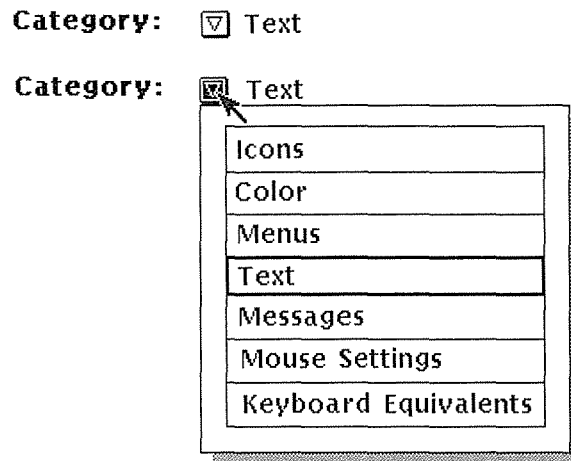 Category: Text
Category: Text
Icons
Color
Menus
Text
Messages
Mouse Settings
Keyboard Equivalents